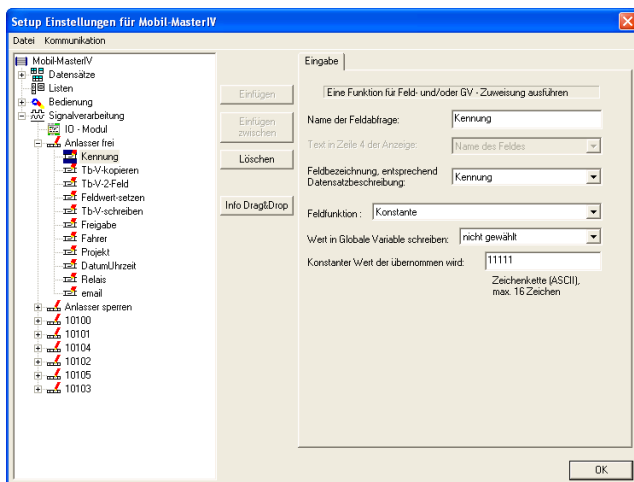 Setup Einstellungen für Mobil-MasterIV
Datei Kommunikation
Mobil-MasterIV
Datensätze
Listen
Bedienung
Signalverarbeitung
IO - Modul
Anlasser frei
Kennung
Tb-V-kopieren
Tb-V-2-Feld
Feldwert-setzen
Tb-V-schreiben
Freigabe
Fahrer
Projekt
DatumUhrzeit
Relais
email
Anlasser sperren
10100
10101
10104
10102
10105
10103
Einfügen
Einfügen
zwischen
Löschen
Info Drag&Drop
Eingabe
Eine Funktion für Feld- und/oder GV - Zuweisung ausführen
Name der Feldabfrage: Kennung
Text in Zeile 4 der Anzeige: Name des Feldes
Feldbezeichnung, entsprechend
Datensatzbeschreibung: Kennung
Feldfunktion : Konstante
Wert in Globale Variable schreiben: nicht gewählt
Konstanter Wert der übernommen wird: 11111
Zeichenkette (ASCII),
max. 16 Zeichen
OK